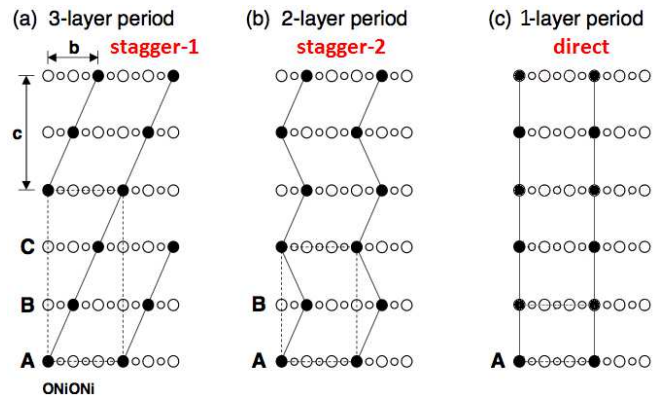 (a) 3-layer period
stagger-1
b
c
C
B
A
ONiONi
(b) 2-layer period
stagger-2
B
A
(c) 1-layer period
direct
A